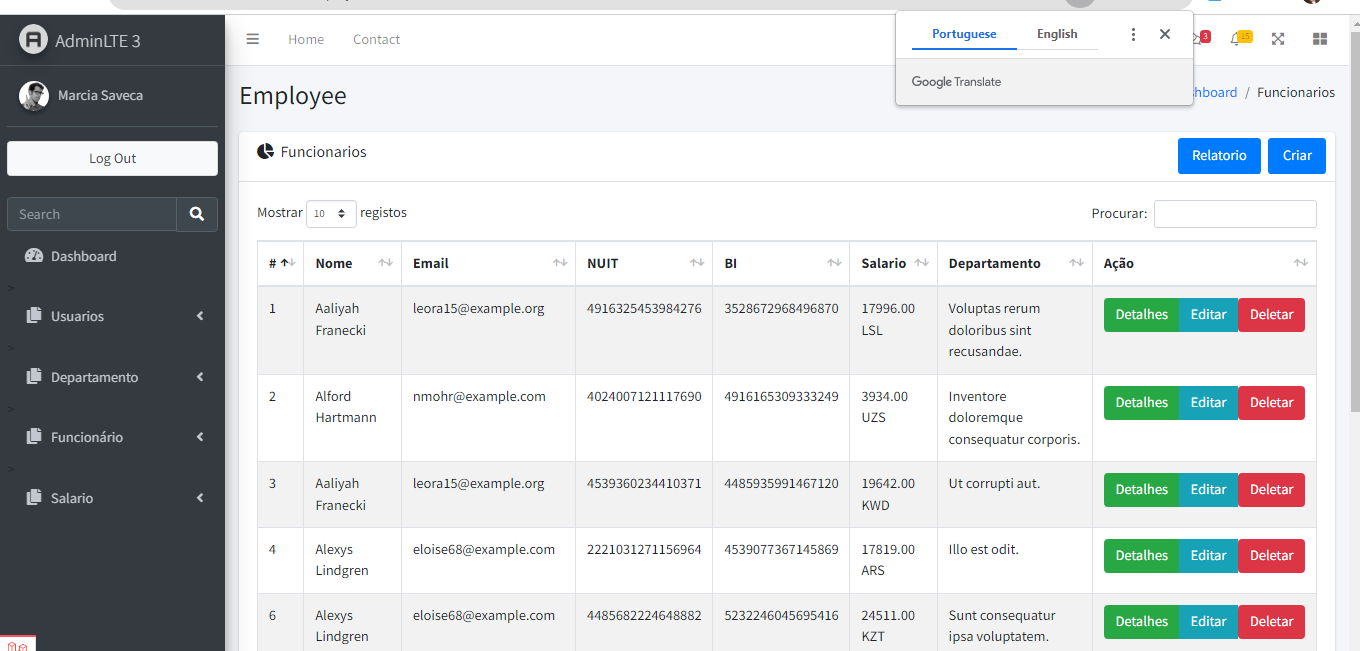 AdminLTE 3
Home
Contact
Portuguese
English
Google Translate
3
15
Marcia Saveca
Employee
hboard / Funcionarios
Log Out
Funcionarios
Relatorio
Criar
Search
Mostrar 10 registos
Procurar:
Dashboard
>
Usuarios
>
Departamento
>
Funcionário
>
Salario
# Nome Email NUIT BI Salario Departamento Ação
1 Aaliyah leora15@example.org 4916325453984276 3528672968496870 17996.00 Voluptas rerum Detalhes Editar Deletar
Franecki LSL doloribus sint
recusandae.
2 Alford nmohr@example.com 4024007121117690 4916165309333249 3934.00 Inventore Detalhes Editar Deletar
Hartmann UZS doloremque
consequatur corporis.
3 Aaliyah leora15@example.org 4539360234410371 4485935991467120 19642.00 Ut corrupti aut. Detalhes Editar Deletar
Franecki KWD
4 Alexys eloise68@example.com 2221031271156964 4539077367145869 17819.00 Illo est odit. Detalhes Editar Deletar
Lindgren ARS
6 Alexys eloise68@example.com 4485682224648882 5232246045695416 24511.00 Sunt consequatur Detalhes Editar Deletar
Lindgren KZT ipsa voluptatem.